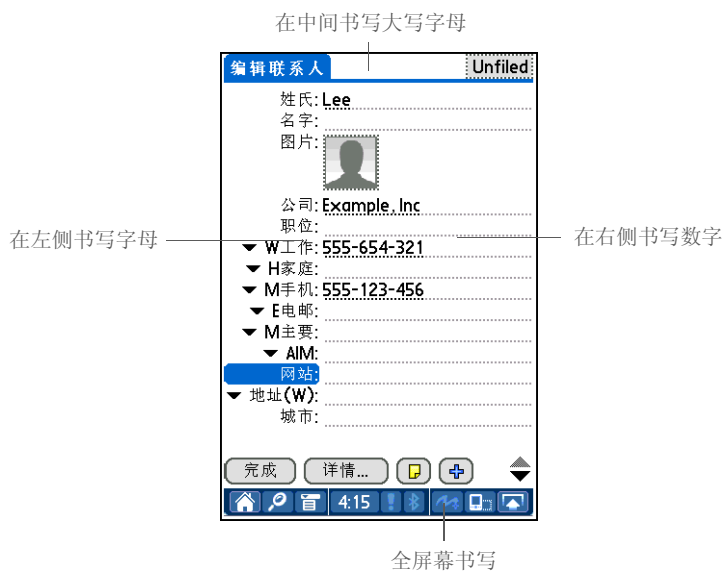 在中间书写大写字母
编辑联系人 Unfiled
姓氏: Lee
名字:
图片:
公司: Example, Inc
职位:
在左侧书写字母 在右侧书写数字
W工作: 555-654-321
H家庭:
M手机: 555-123-456
E电邮:
M主要:
AIM:
网站:
地址(W):
城市:
完成 详情...
4:15
全屏幕书写